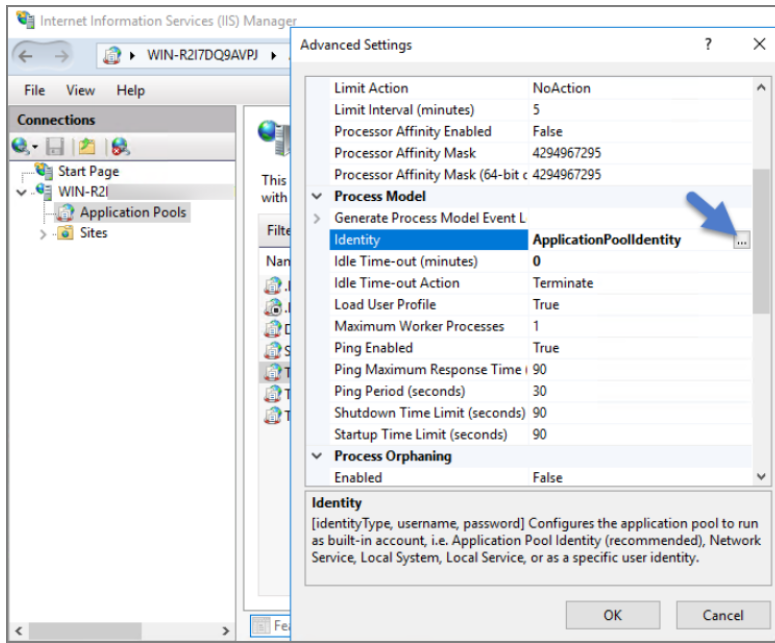 Internet Information Services (IIS) Manager
WIN-R2I7DQ9AVPJ
File View Help
Connections
Start Page
WIN-R2I
Application Pools
Sites
This
with
Filte
Nan
Fea
Advanced Settings
? ×
Limit Action NoAction
Limit Interval (minutes) 5
Processor Affinity Enabled False
Processor Affinity Mask 4294967295
Processor Affinity Mask (64-bit o 4294967295
Process Model
Generate Process Model Event L
Identity ApplicationPoolIdentity ...
Idle Time-out (minutes) 0
Idle Time-out Action Terminate
Load User Profile True
Maximum Worker Processes 1
Ping Enabled True
Ping Maximum Response Time ( 90
Ping Period (seconds) 30
Shutdown Time Limit (seconds) 90
Startup Time Limit (seconds) 90
Process Orphaning
Enabled False
Identity
[identityType, username, password] Configures the application pool to run
as built-in account, i.e. Application Pool Identity (recommended), Network
Service, Local System, Local Service, or as a specific user identity.
OK Cancel